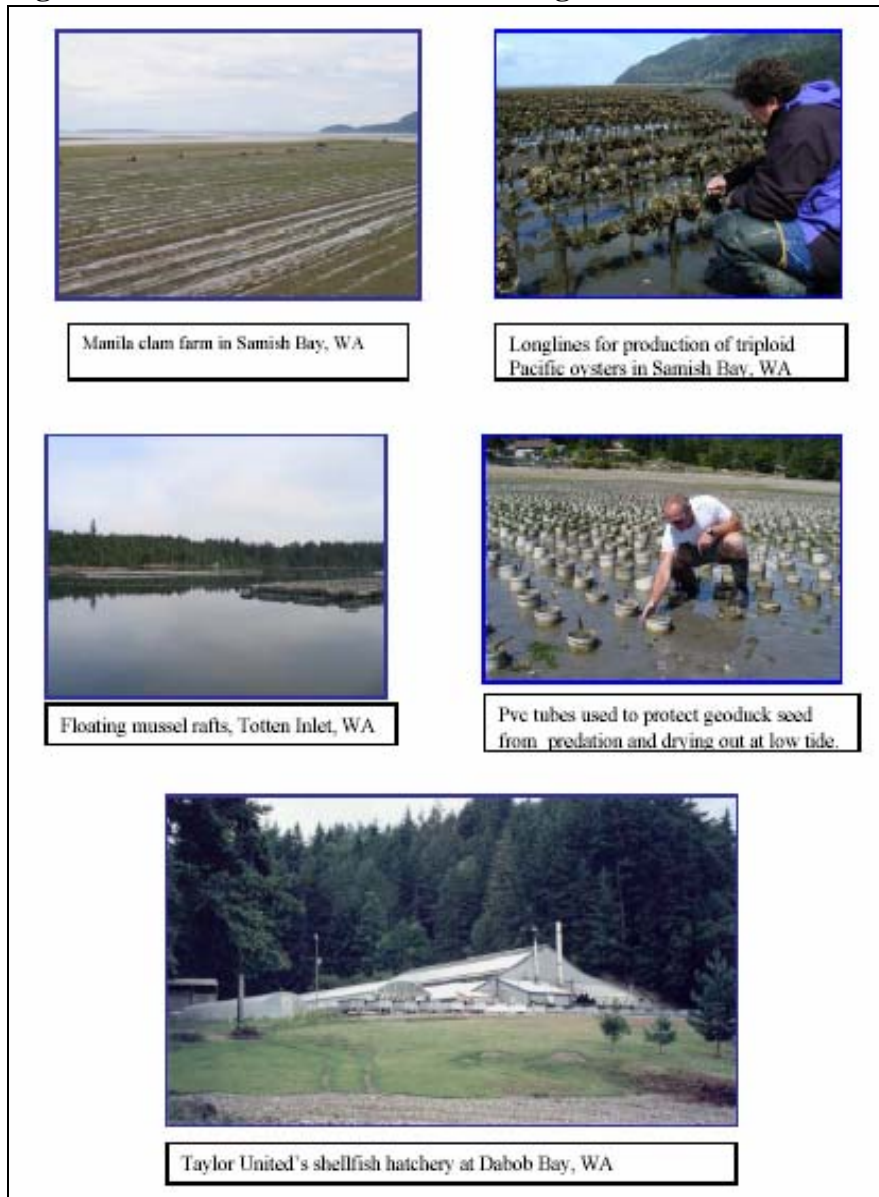 Manila clam farm in Samish Bay, WA
Longlines for production of triploid
Pacific oysters in Samish Bay, WA
Floating mussel rafts, Totten Inlet, WA
Pvc tubes used to protect geoduck seed
from predation and drying out at low tide.
Taylor United's shellfish hatchery at Dabob Bay, WA